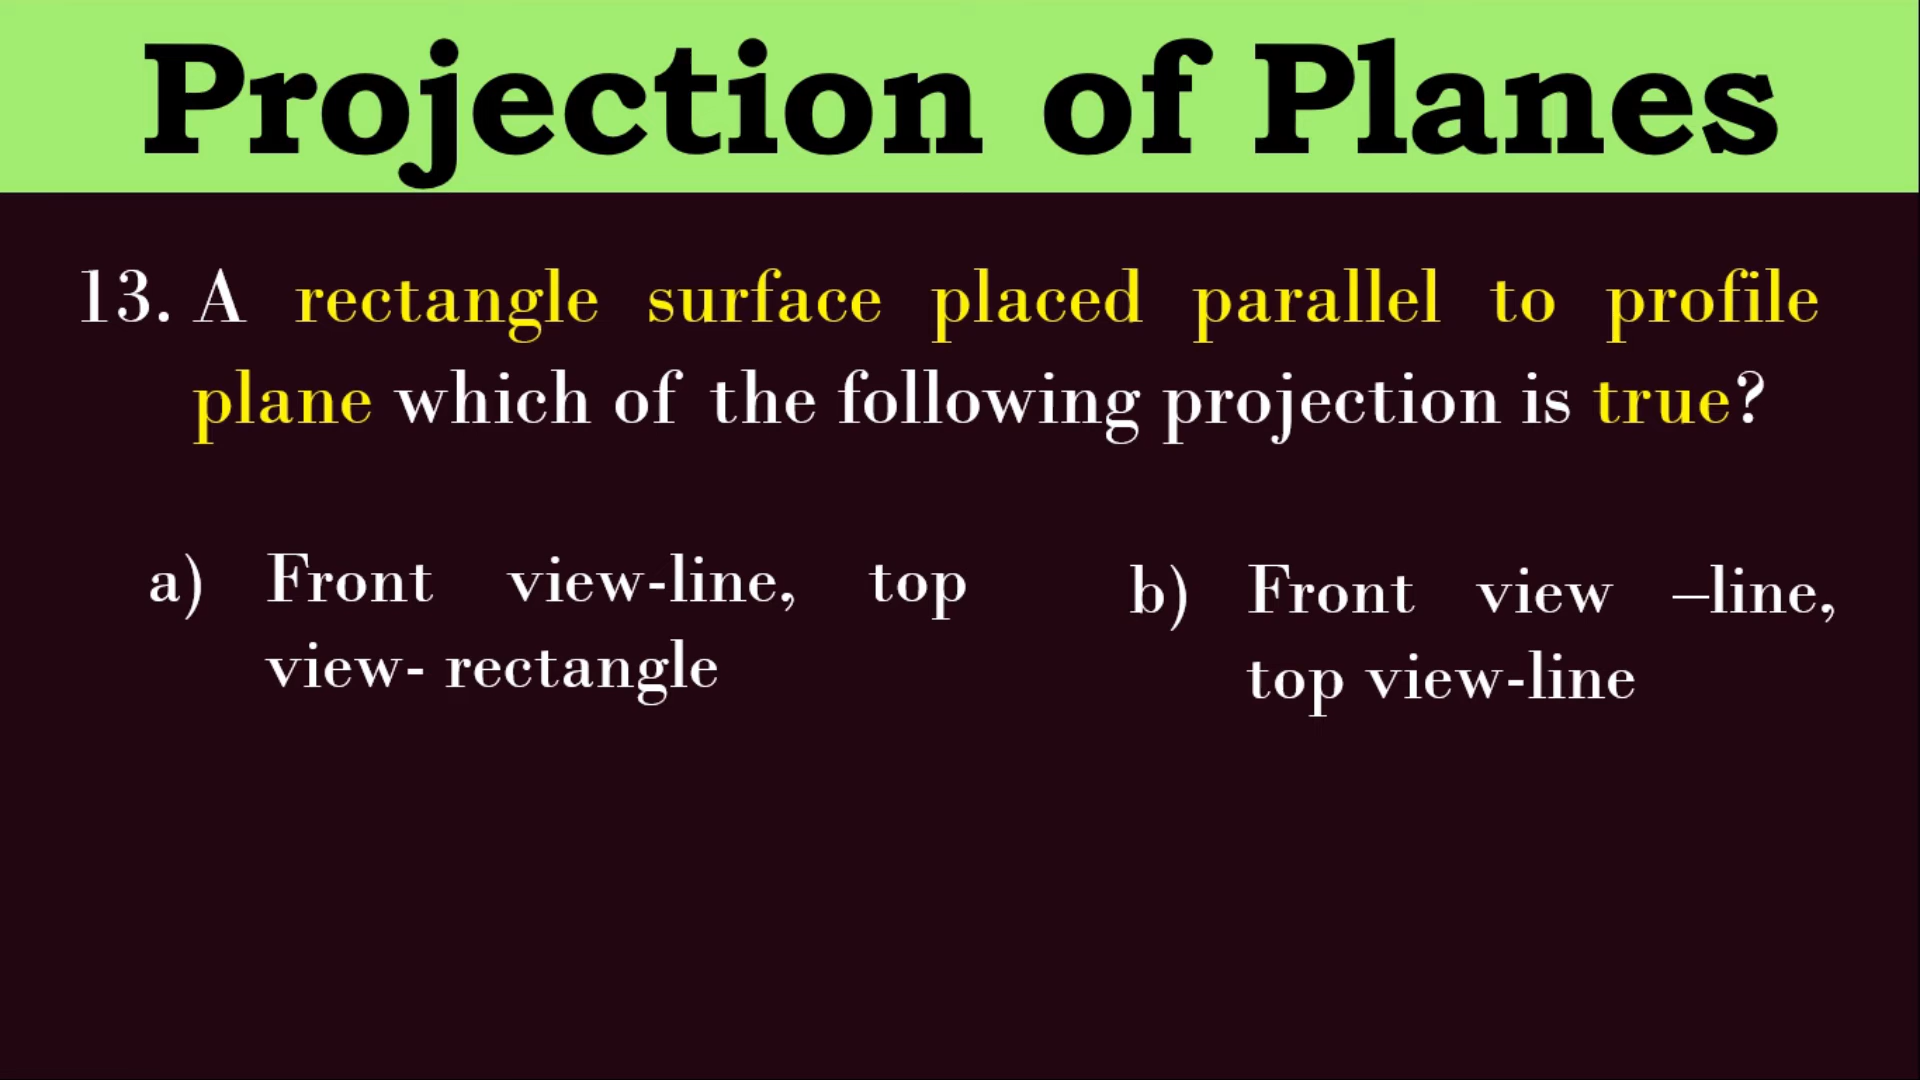 Projection of Planes
13. A rectangle surface placed parallel to profile
plane which of the following projection is true?
a) Front view-line, top
view- rectangle
b) Front view –line,
top view-line